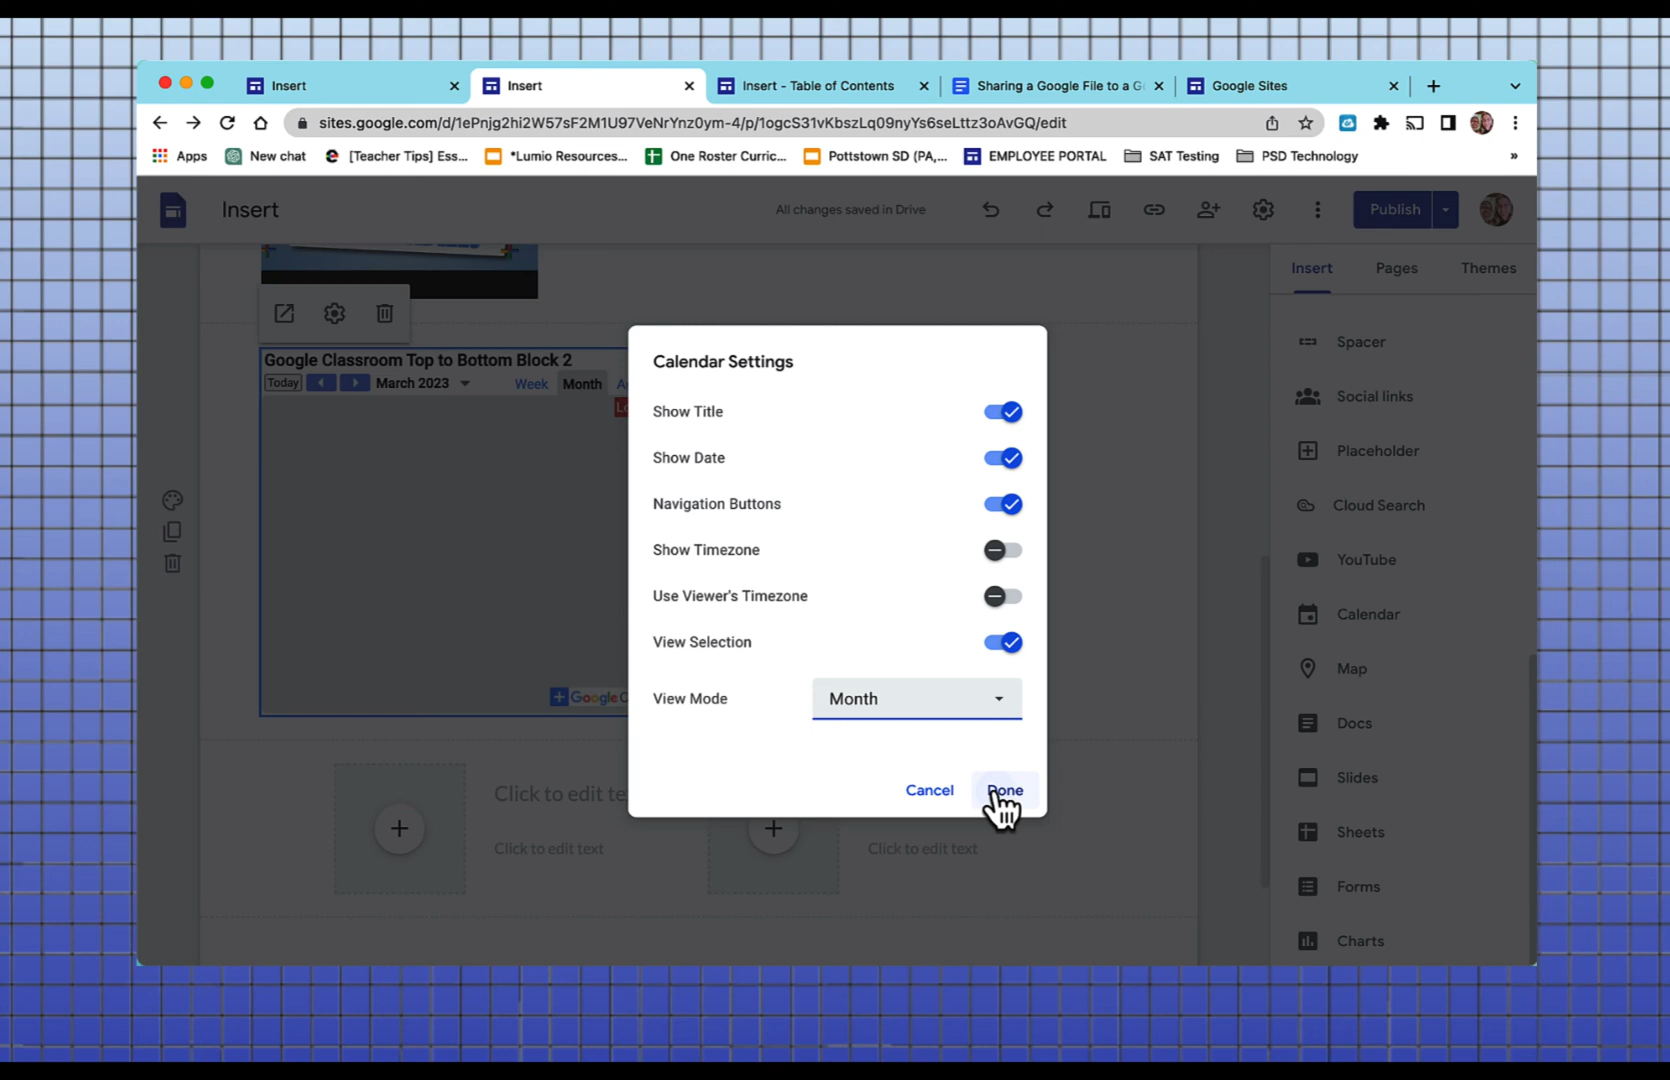 Insert
Insert
Insert - Table of Contents
Sharing a Google File to a G
Google Sites
sites.google.com/d/1ePnjg2hi2W57sF2M1U97VeNrYnz0ym-4/p/1ogcS31vKbszLq09nyYs6seLttz3oAvGQ/edit
Apps
New chat
[Teacher Tips] Ess...
*Lumio Resources...
One Roster Curric...
Pottstown SD (PA,...
EMPLOYEE PORTAL
SAT Testing
PSD Technology
»
Insert
All changes saved in Drive
Publish
Insert
Pages
Themes
Google Classroom Top to Bottom Block 2
Today
March 2023
Week
Month
Calendar Settings
Show Title
Show Date
Navigation Buttons
Show Timezone
Use Viewer's Timezone
View Selection
View Mode
Month
Cancel
Done
Google
Click to edit te
Click to edit text
Click to edit text
Spacer
Social links
Placeholder
Cloud Search
YouTube
Calendar
Map
Docs
Slides
Sheets
Forms
Charts